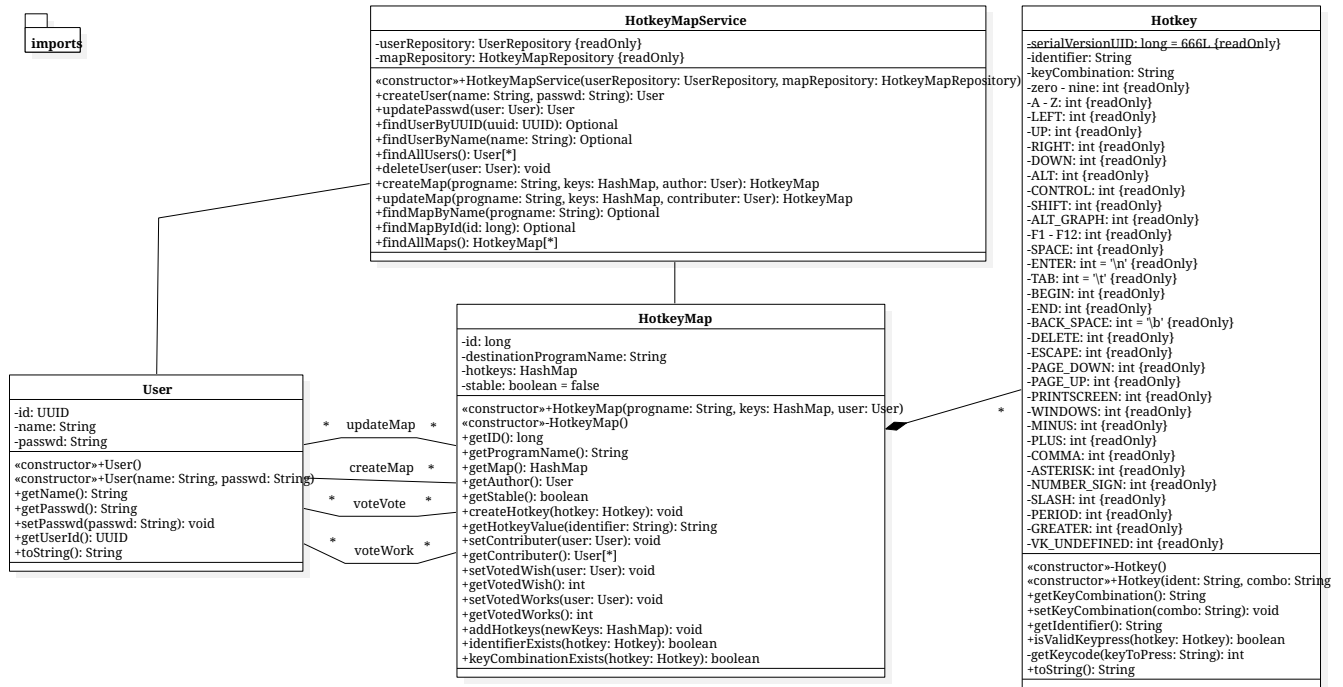 imports
HotkeyMapService
-userRepository: UserRepository {readOnly}
-mapRepository: HotkeyMapRepository {readOnly}
«constructor»+HotkeyMapService(userRepository: UserRepository, mapRepository: HotkeyMapRepository)
+createUser(name: String, passwd: String): User
+updatePasswd(user: User): User
+findUserByUUID(uuid: UUID): Optional
+findUserByName(name: String): Optional
+findAllUsers(): User[*]
+deleteUser(user: User): void
+createMap(progname: String, keys: HashMap, author: User): HotkeyMap
+updateMap(progname: String, keys: HashMap, contributer: User): HotkeyMap
+findMapByName(progname: String): Optional
+findMapById(id: long): Optional
+findAllMaps(): HotkeyMap[*]
User
-id: UUID
-name: String
-passwd: String
«constructor»+User()
«constructor»+User(name: String, passwd: String)
+getName(): String
+getPasswd(): String
+setPasswd(passwd: String): void
+getUserId(): UUID
+toString(): String
* updateMap *
createMap *
* voteVote *
* voteWork *
HotkeyMap
-id: long
-destinationProgramName: String
-hotkeys: HashMap
-stable: boolean = false
«constructor»+HotkeyMap(progname: String, keys: HashMap, user: User)
«constructor»-HotkeyMap()
+getID(): long
+getProgramName(): String
+getMap(): HashMap
+getAuthor(): User
+getStable(): boolean
+createHotkey(hotkey: Hotkey): void
+getHotkeyValue(identifier: String): String
+setContributer(user: User): void
+getContributer(): User[*]
+setVotedWish(user: User): void
+getVotedWish(): int
+setVotedWorks(user: User): void
+getVotedWorks(): int
+addHotkeys(newKeys: HashMap): void
+identifierExists(hotkey: Hotkey): boolean
+keyCombinationExists(hotkey: Hotkey): boolean
*
Hotkey
-serialVersionUID: long = 666L {readOnly}
-identifier: String
-keyCombination: String
-zero - nine: int {readOnly}
-A - Z: int {readOnly}
-LEFT: int {readOnly}
-UP: int {readOnly}
-RIGHT: int {readOnly}
-DOWN: int {readOnly}
-ALT: int {readOnly}
-CONTROL: int {readOnly}
-SHIFT: int {readOnly}
-ALT_GRAPH: int {readOnly}
-F1 - F12: int {readOnly}
-SPACE: int {readOnly}
-ENTER: int = '\n' {readOnly}
-TAB: int = '\t' {readOnly}
-BEGIN: int {readOnly}
-END: int {readOnly}
-BACK_SPACE: int = '\b' {readOnly}
-DELETE: int {readOnly}
-ESCAPE: int {readOnly}
-PAGE_DOWN: int {readOnly}
-PAGE_UP: int {readOnly}
-PRINTSCREEN: int {readOnly}
-WINDOWS: int {readOnly}
-MINUS: int {readOnly}
-PLUS: int {readOnly}
-COMMA: int {readOnly}
-ASTERISK: int {readOnly}
-NUMBER_SIGN: int {readOnly}
-SLASH: int {readOnly}
-PERIOD: int {readOnly}
-GREATER: int {readOnly}
-VK_UNDEFINED: int {readOnly}
«constructor»-Hotkey()
«constructor»+Hotkey(ident: String, combo: String
+getKeyCombination(): String
+setKeyCombination(combo: String): void
+getIdentifier(): String
+isValidKeypress(hotkey: Hotkey): boolean
-getKeycode(keyToPress: String): int
+toString(): String